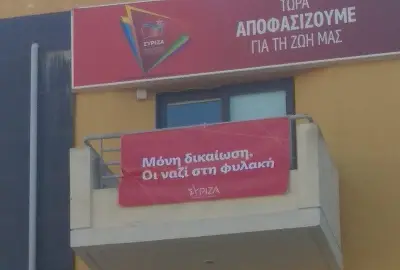 ΤΩΡΑ
ΑΠΟΦΑΣΙΖΟΥΜΕ
ΓΙΑ ΤΗ ΖΩΗ ΜΑΣ
ΣΥΡΙΖΑ
Μόνη δικαίωση.
Οι ναζί στη φυλακή
ΣΥΡΙΖΑ